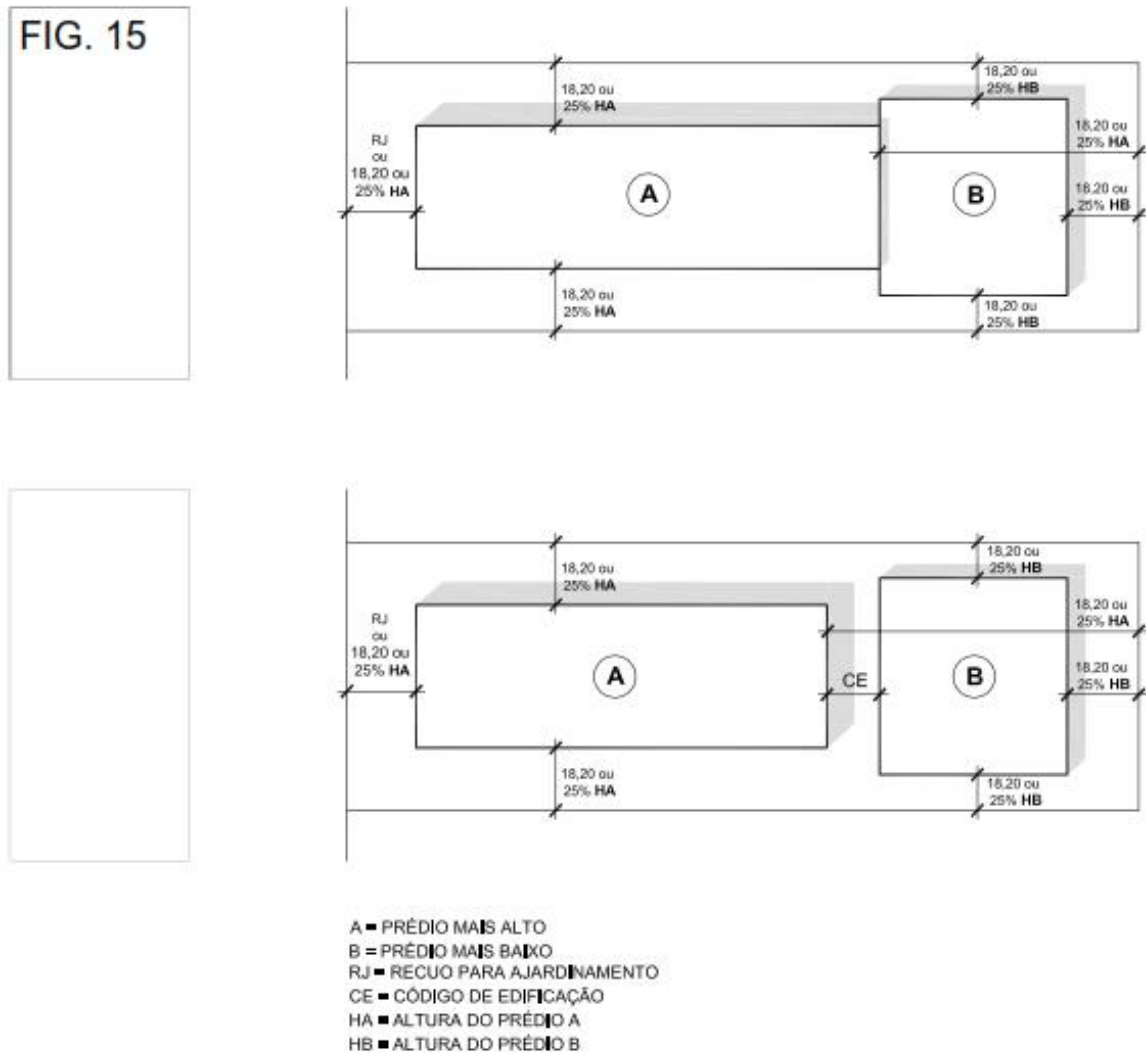 FIG. 15
18,20 ou
25% HA
18,20 ou
25% HB
RJ
ou
18,20 ou
25% HA
18,20 ou
25% HA
A
B
18,20 ou
25% HB
18,20 ou
25% HA
18,20 ou
25% HB
18,20 ou
25% HA
18,20 ou
25% HB
RJ
ou
18,20 ou
25% HA
18,20 ou
25% HA
A
CE
B
18,20 ou
25% HB
18,20 ou
25% HA
18,20 ou
25% HB
A = PRÉDIO MAIS ALTO
B = PRÉDIO MAIS BAIXO
RJ = RECUO PARA AJARDINAMENTO
CE = CÓDIGO DE EDIFICAÇÃO
HA = ALTURA DO PRÉDIO A
HB = ALTURA DO PRÉDIO B